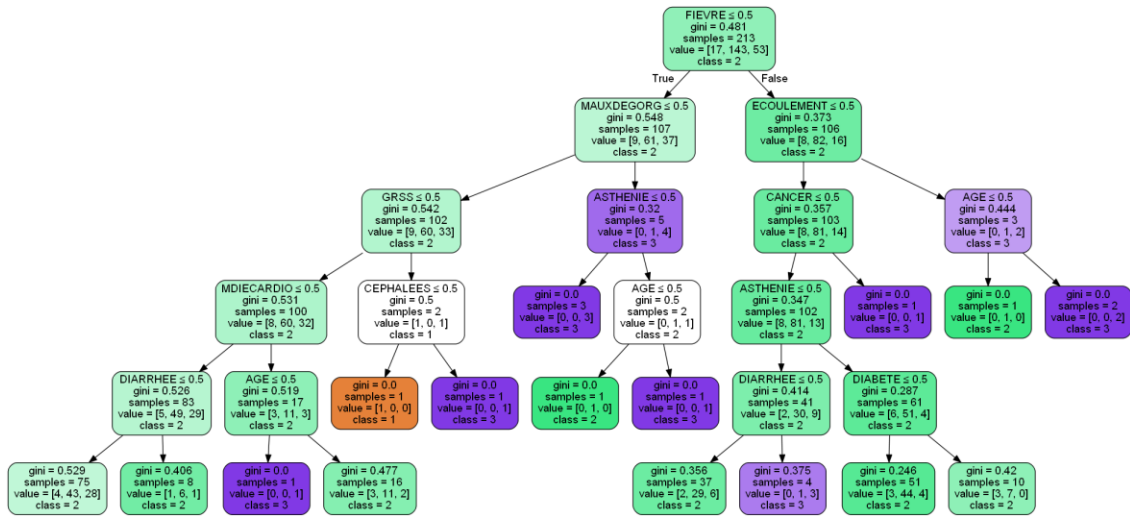 FIEVRE ≤ 0.5
gini = 0.481
samples = 213
value = [17, 143, 53]
class = 2
True
False
MAUXDEGORG ≤ 0.5
gini = 0.548
samples = 107
value = [9, 61, 37]
class = 2
ECOULEMENT ≤ 0.5
gini = 0.373
samples = 106
value = [8, 82, 16]
class = 2
GRSS ≤ 0.5
gini = 0.542
samples = 102
value = [9, 60, 33]
class = 2
ASTHENIE ≤ 0.5
gini = 0.32
samples = 5
value = [0, 1, 4]
class = 3
CANCER ≤ 0.5
gini = 0.357
samples = 103
value = [8, 81, 14]
class = 2
AGE ≤ 0.5
gini = 0.444
samples = 3
value = [0, 1, 2]
class = 3
MDIECARDIO ≤ 0.5
gini = 0.531
samples = 100
value = [8, 60, 32]
class = 2
CEPHALEES ≤ 0.5
gini = 0.5
samples = 2
value = [1, 0, 1]
class = 1
gini = 0.0
samples = 3
value = [0, 0, 3]
class = 3
AGE ≤ 0.5
gini = 0.5
samples = 2
value = [0, 1, 1]
class = 2
ASTHENIE ≤ 0.5
gini = 0.347
samples = 102
value = [8, 81, 13]
class = 2
gini = 0.0
samples = 1
value = [0, 0, 1]
class = 3
gini = 0.0
samples = 1
value = [0, 1, 0]
class = 2
gini = 0.0
samples = 2
value = [0, 0, 2]
class = 3
DIARRHEE ≤ 0.5
gini = 0.526
samples = 83
value = [5, 49, 29]
class = 2
AGE ≤ 0.5
gini = 0.519
samples = 17
value = [3, 11, 3]
class = 2
gini = 0.0
samples = 1
value = [1, 0, 0]
class = 1
gini = 0.0
samples = 1
value = [0, 0, 1]
class = 3
gini = 0.0
samples = 1
value = [0, 1, 0]
class = 2
gini = 0.0
samples = 1
value = [0, 0, 1]
class = 3
DIARRHEE ≤ 0.5
gini = 0.414
samples = 41
value = [2, 30, 9]
class = 2
DIABETE ≤ 0.5
gini = 0.287
samples = 61
value = [6, 51, 4]
class = 2
gini = 0.529
samples = 75
value = [4, 43, 28]
class = 2
gini = 0.406
samples = 8
value = [1, 6, 1]
class = 2
gini = 0.0
samples = 1
value = [0, 0, 1]
class = 3
gini = 0.477
samples = 16
value = [3, 11, 2]
class = 2
gini = 0.356
samples = 37
value = [2, 29, 6]
class = 2
gini = 0.375
samples = 4
value = [0, 1, 3]
class = 3
gini = 0.246
samples = 51
value = [3, 44, 4]
class = 2
gini = 0.42
samples = 10
value = [3, 7, 0]
class = 2